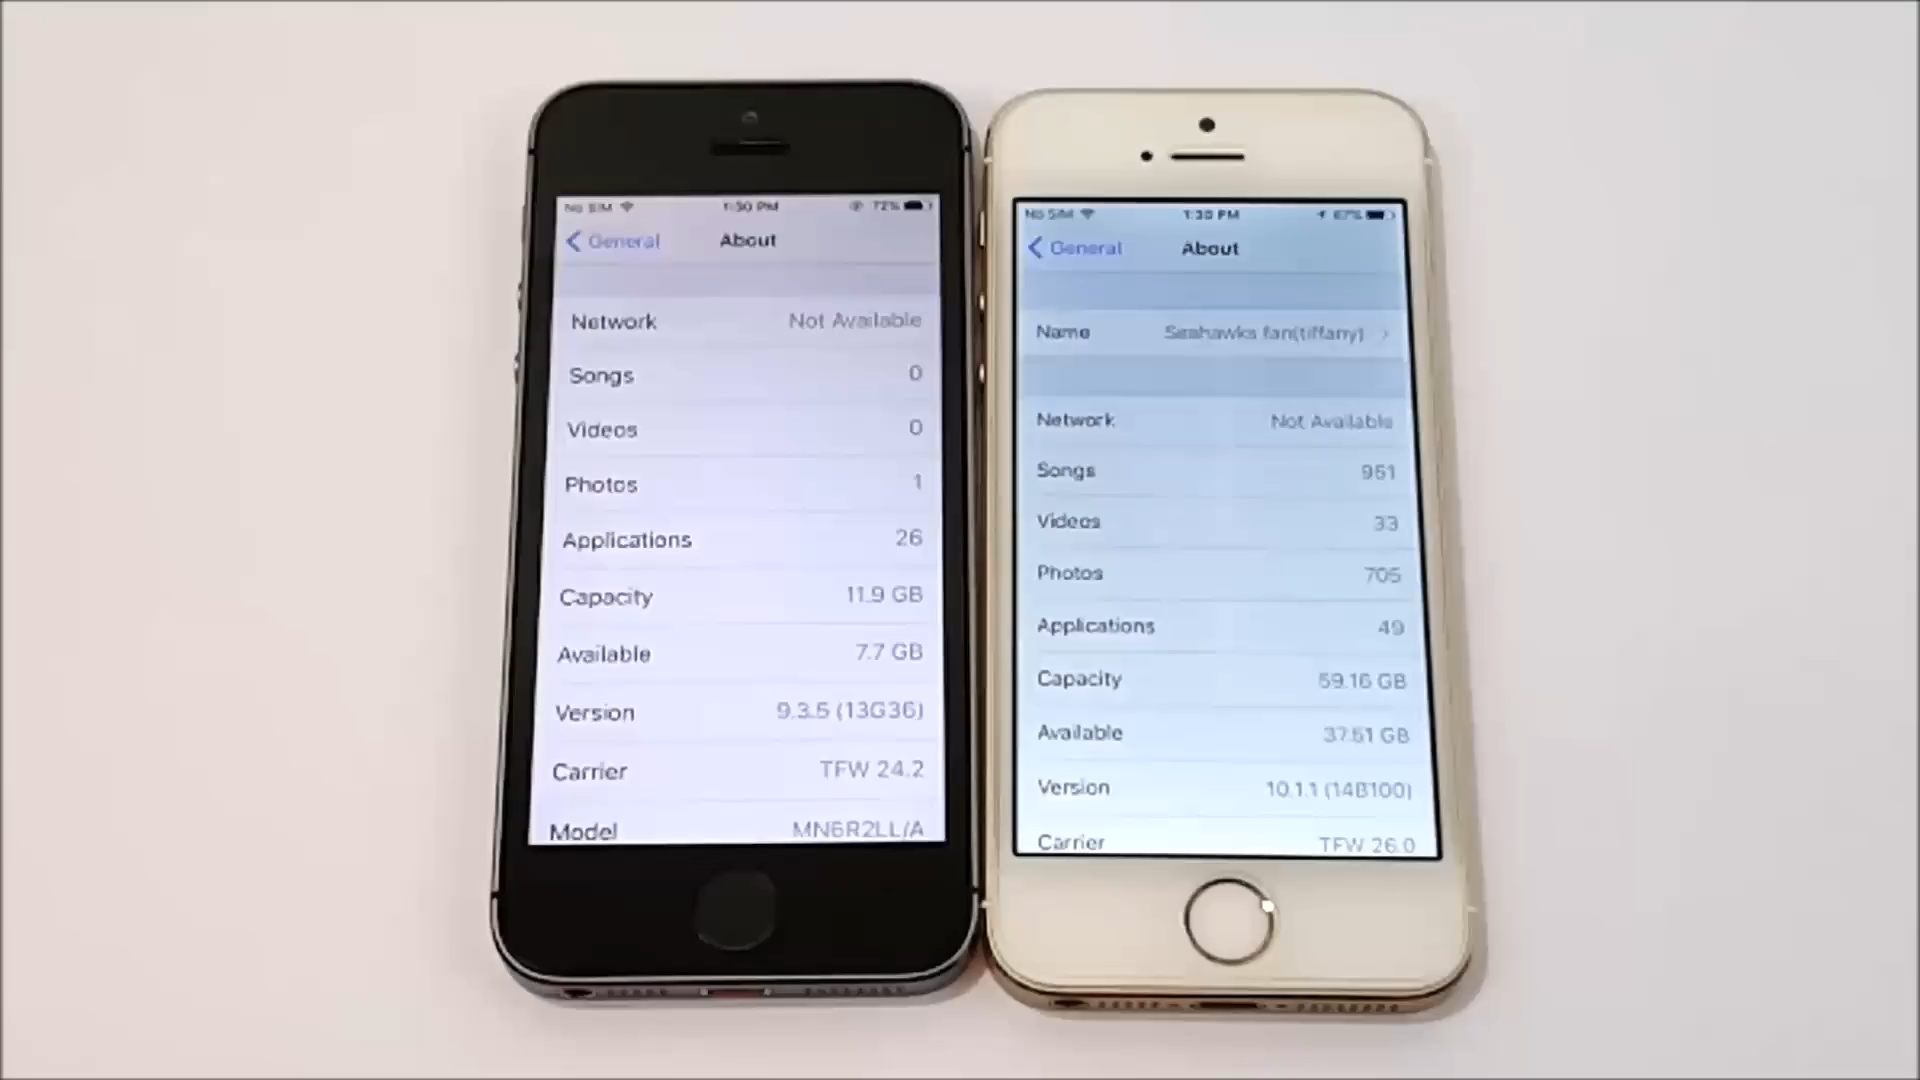 No SIM 1:30 PM 72%
General About
Network Not Available
Songs 0
Videos 0
Photos 1
Applications 26
Capacity 11.9 GB
Available 7.7 GB
Version 9.3.5 (13G36)
Carrier TFW 24.2
Model MN6R2LL/A
No SIM 1:30 PM 67%
General About
Name Seahawks fan(tiffany)
Network Not Available
Songs 951
Videos 33
Photos 705
Applications 49
Capacity 59.16 GB
Available 37.51 GB
Version 10.1.1 (14B100)
Carrier TFW 26.0